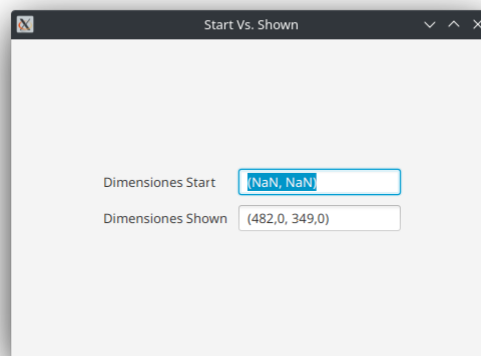 Start Vs. Shown
Dimensiones Start (NaN, NaN)
Dimensiones Shown (482,0, 349,0)